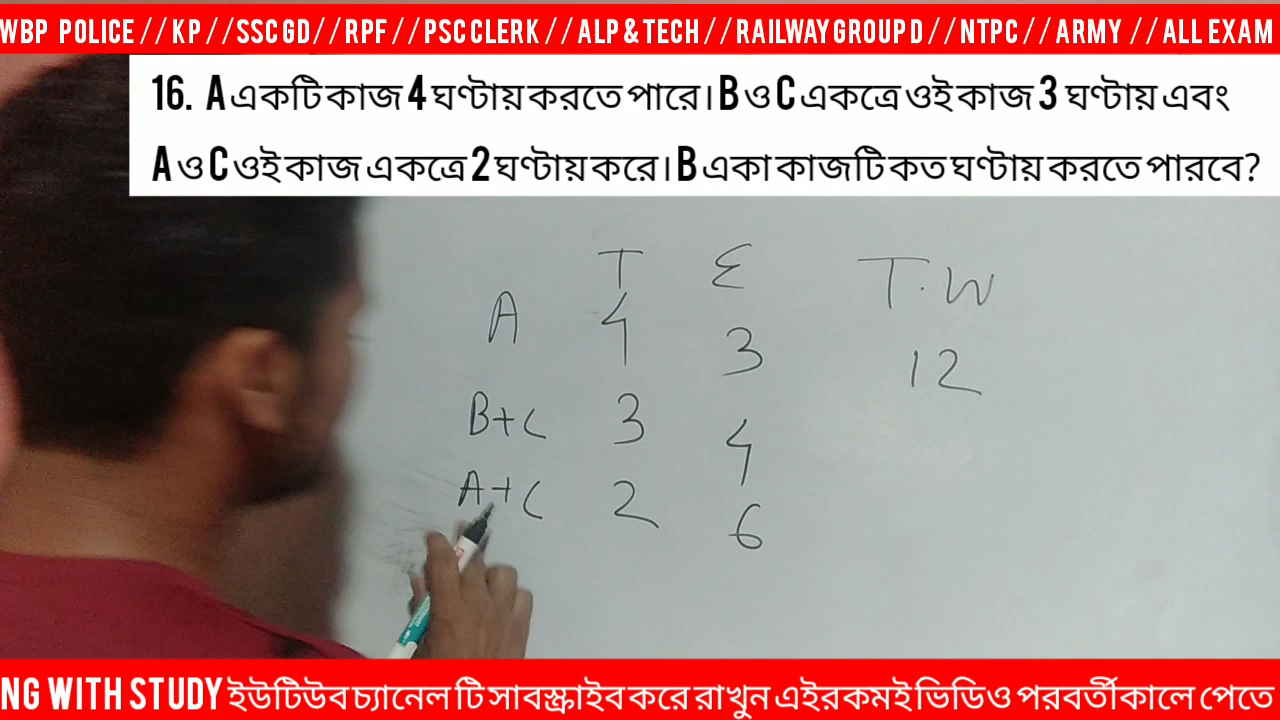 WBP POLICE // KP // SSC GD // RPF // PSC CLERK // ALP & TECH // RAILWAY GROUP D // NTPC // ARMY // ALL EXAM
16. A একটি কাজ 4 ঘণ্টায় করতে পারে। B ও C একত্রে ওই কাজ 3 ঘণ্টায় এবং
A ও C ওই কাজ একত্রে 2 ঘণ্টায় করে। B একা কাজটি কত ঘণ্টায় করতে পারবে?
T E T.W
A 4 3 12
B+C 3 4
A+C 2 6
NG WITH STUDY ইউটিউব চ্যানেল টি সাবস্ক্রাইব করে রাখুন এইরকমই ভিডিও পরবর্তীকালে পেতে